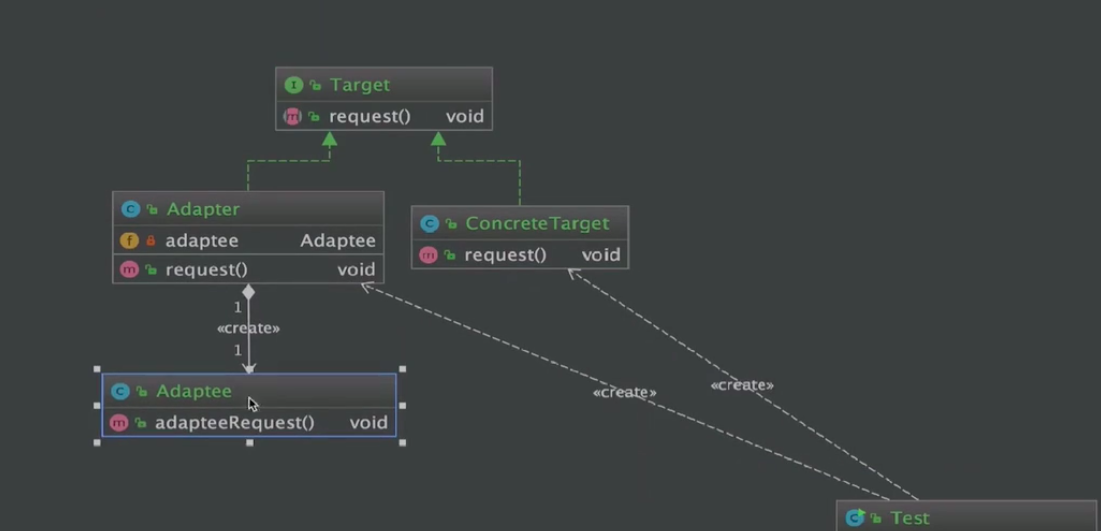 Target
request() void
Adapter
adaptee Adaptee
request() void
ConcreteTarget
request() void
1
«create»
1
Adaptee
adapteeRequest() void
«create»
«create»
Test